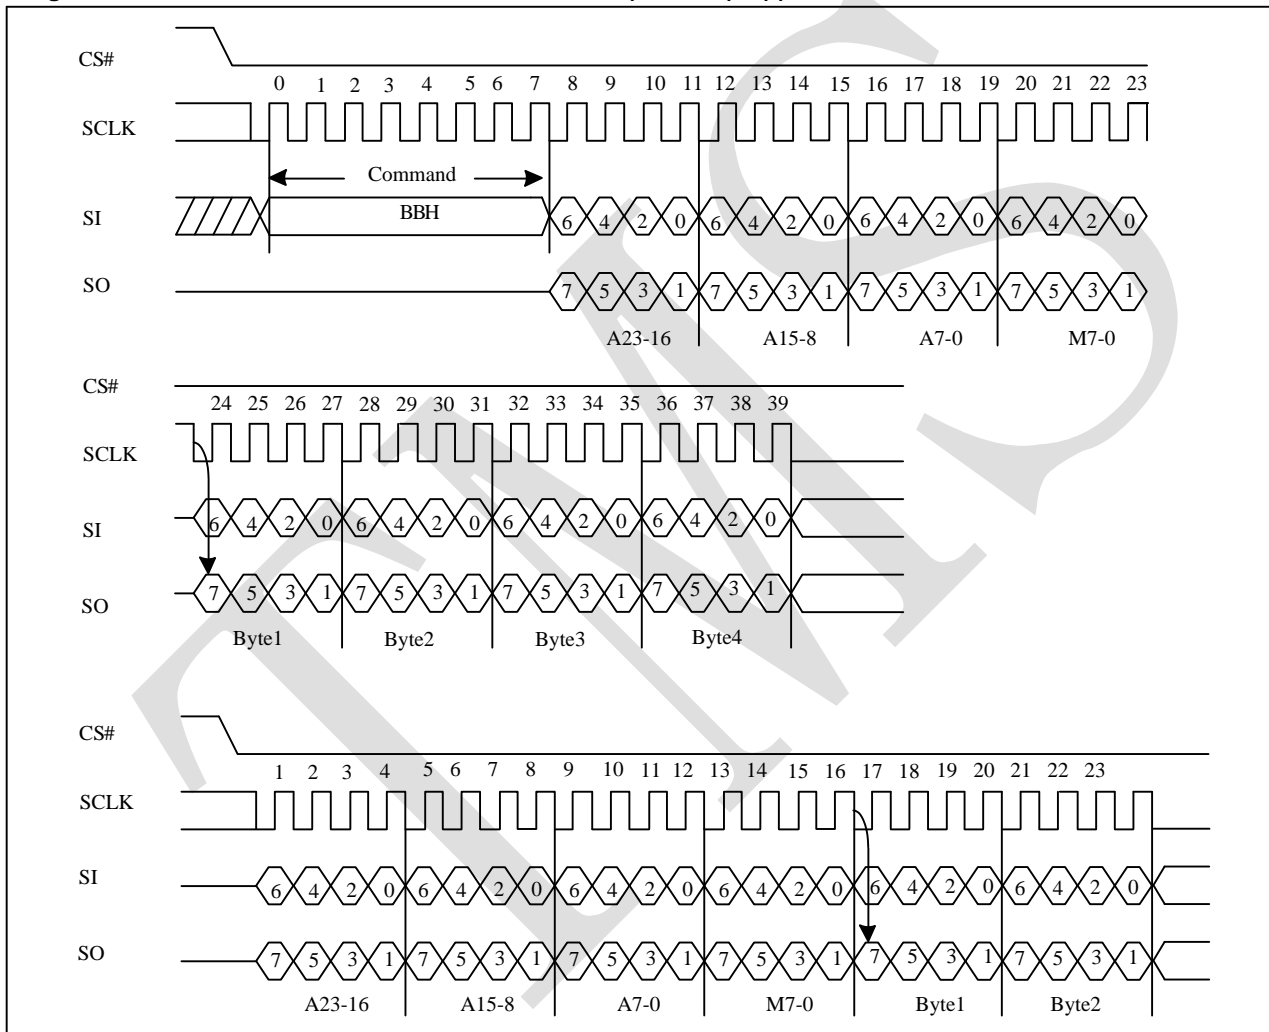 CS#
0 1 2 3 4 5 6 7 8 9 10 11 12 13 14 15 16 17 18 19 20 21 22 23
SCLK
Command
SI BBH 6 4 2 0 6 4 2 0 6 4 2 0 6 4 2 0
SO 7 5 3 1 7 5 3 1 7 5 3 1 7 5 3 1
A23-16 A15-8 A7-0 M7-0
CS#
24 25 26 27 28 29 30 31 32 33 34 35 36 37 38 39
SCLK
SI 6 4 2 0 6 4 2 0 6 4 2 0 6 4 2 0
SO 7 5 3 1 7 5 3 1 7 5 3 1 7 5 3 1
Byte1 Byte2 Byte3 Byte4
CS#
1 2 3 4 5 6 7 8 9 10 11 12 13 14 15 16 17 18 19 20 21 22 23
SCLK
SI 6 4 2 0 6 4 2 0 6 4 2 0 6 4 2 0 6 4 2 0 6 4 2 0
SO 7 5 3 1 7 5 3 1 7 5 3 1 7 5 3 1 7 5 3 1 7 5 3 1
A23-16 A15-8 A7-0 M7-0 Byte1 Byte2
TMS